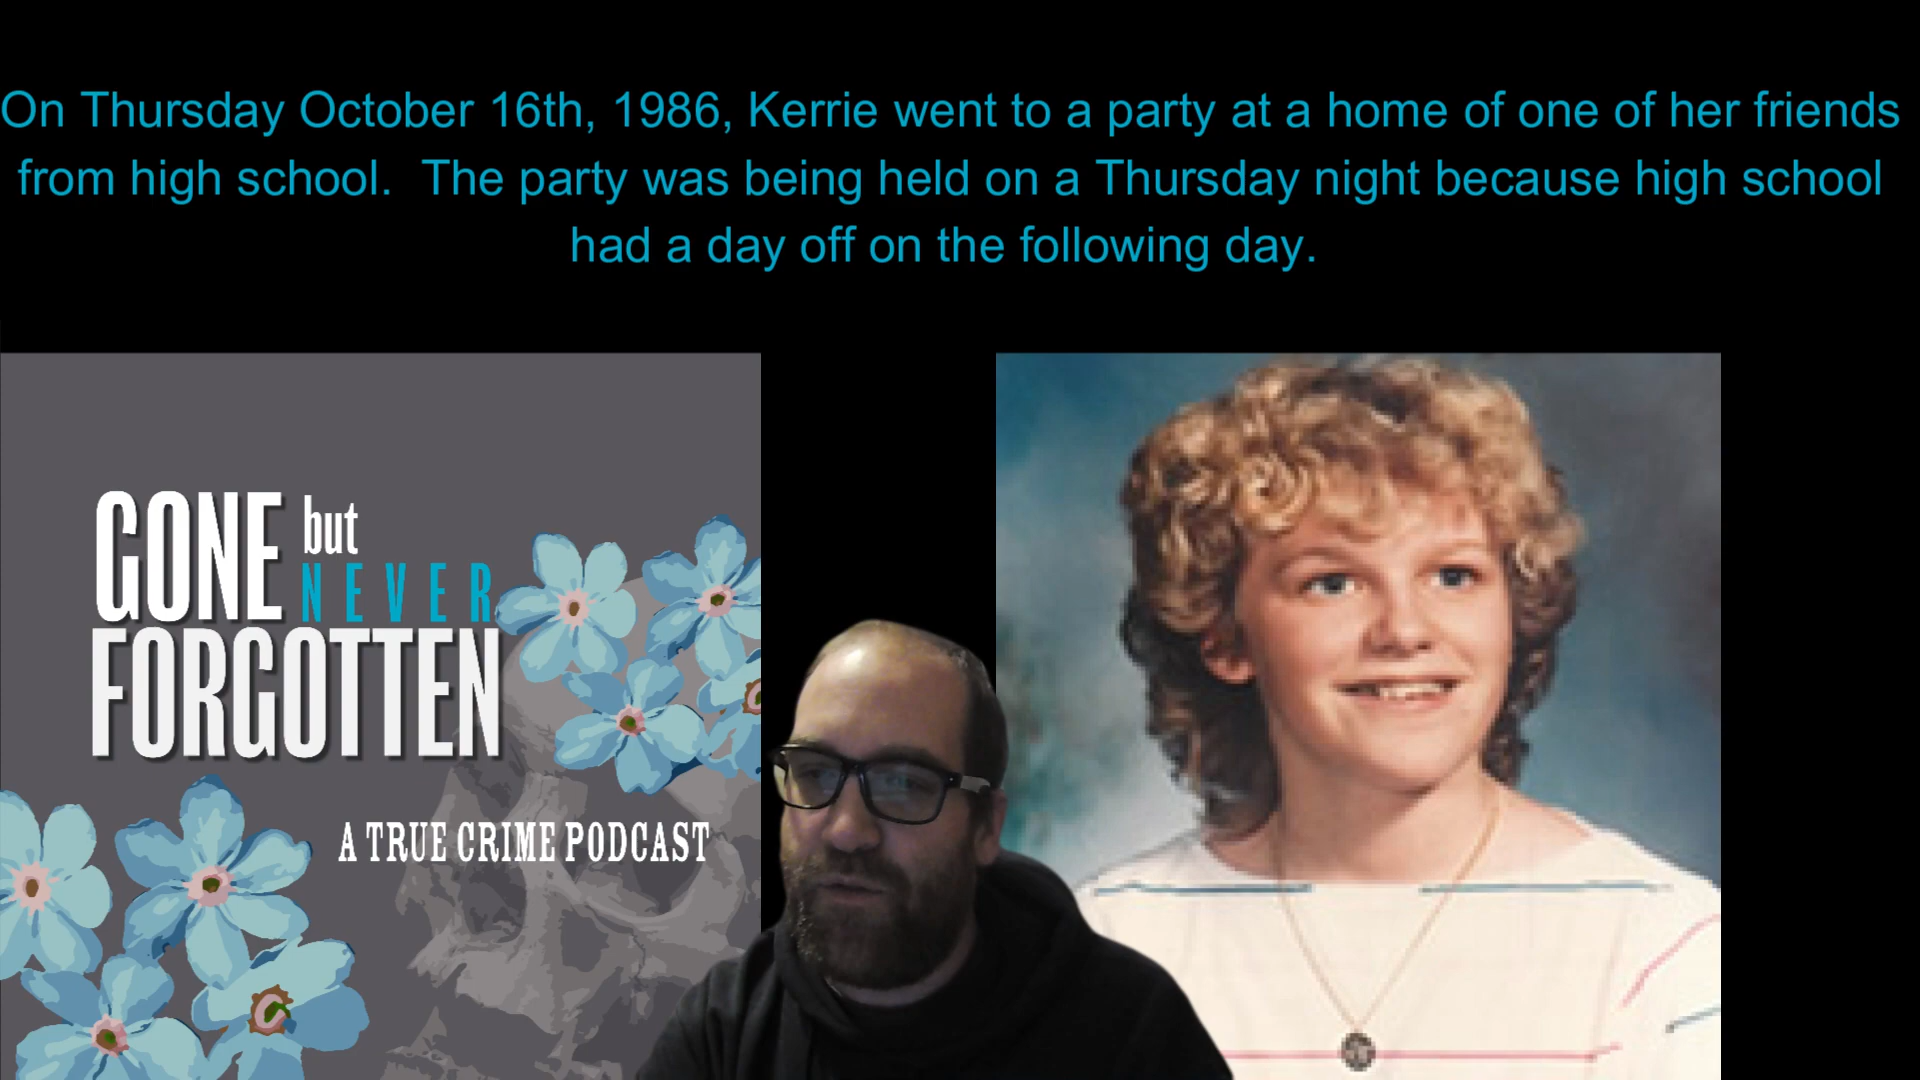 On Thursday October 16th, 1986, Kerrie went to a party at a home of one of her friends
from high school.  The party was being held on a Thursday night because high school
had a day off on the following day.
GONE but
NEVER
FORGOTTEN
A TRUE CRIME PODCAST